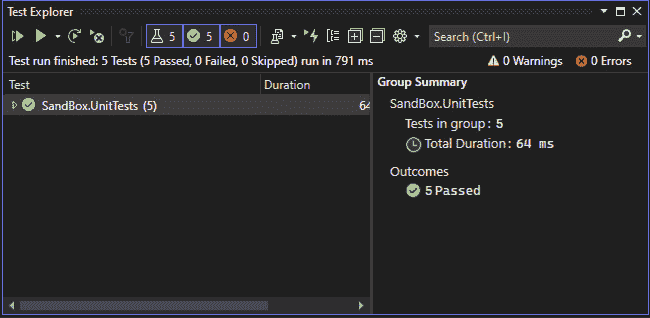 Test Explorer
5 5 0 Search (Ctrl+I)
Test run finished: 5 Tests (5 Passed, 0 Failed, 0 Skipped) run in 791 ms 0 Warnings 0 Errors
Test Duration
SandBox.UnitTests (5) 64
Group Summary
SandBox.UnitTests
Tests in group: 5
Total Duration: 64 ms
Outcomes
5 Passed